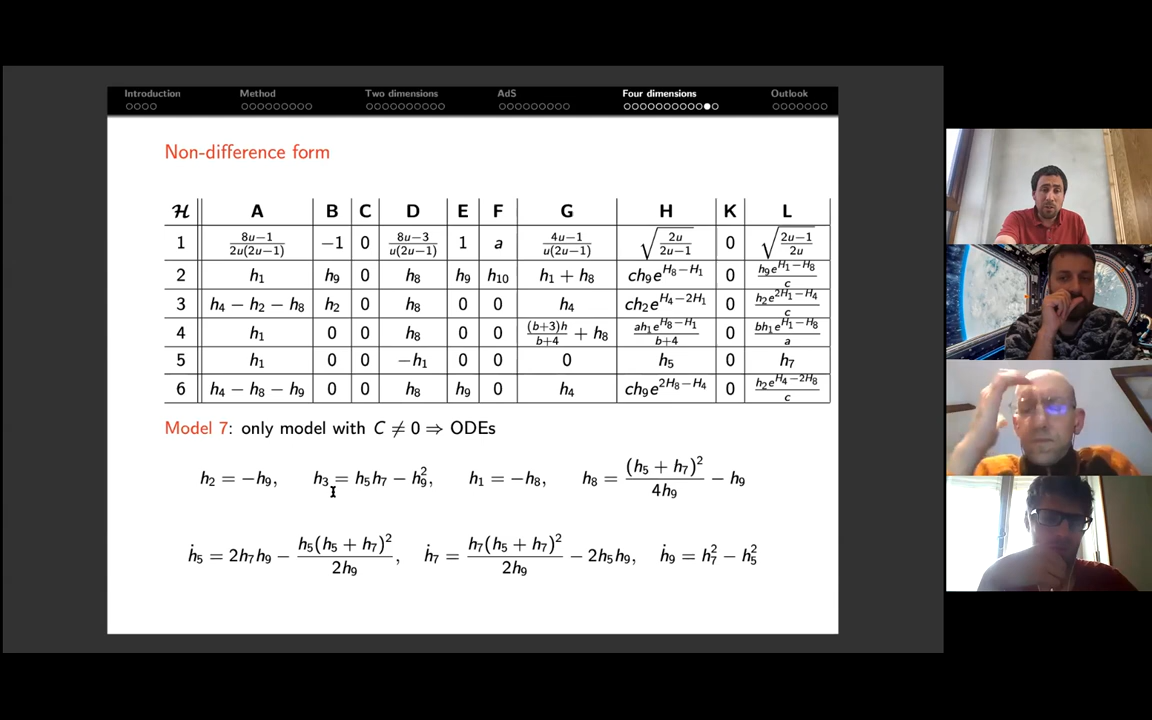 Introduction Method Two dimensions AdS Four dimensions Outlook
Non-difference form
ℋ A B C D E F G H K L
1 (8u−1)/(2u(2u−1)) −1 0 (8u−3)/(u(2u−1)) 1 a (4u−1)/(u(2u−1)) √(2u/(2u−1)) 0 √((2u−1)/(2u))
2 h₁ h₉ 0 h₈ h₉ h₁₀ h₁ + h₈ ch₉e^{H₈−H₁} 0 h₉e^{H₁−H₈}/c
3 h₄ − h₂ − h₈ h₂ 0 h₈ 0 0 h₄ ch₂e^{H₄−2H₁} 0 h₂e^{2H₁−H₄}/c
4 h₁ 0 0 h₈ 0 0 (b+3)h/(b+4) + h₈ ah₁e^{H₈−H₁}/(b+4) 0 bh₁e^{H₁−H₈}/a
5 h₁ 0 0 −h₁ 0 0 0 h₅ 0 h₇
6 h₄ − h₈ − h₉ 0 0 h₈ h₉ 0 h₄ ch₉e^{2H₈−H₄} 0 h₂e^{H₄−2H₈}/c
Model 7: only model with C ≠ 0 ⇒ ODEs
h₂ = −h₉, h₃ = h₅h₇ − h₉², h₁ = −h₈, h₈ = (h₅ + h₇)²/(4h₉) − h₉
ḣ₅ = 2h₇h₉ − h₅(h₅ + h₇)²/(2h₉), ḣ₇ = h₇(h₅ + h₇)²/(2h₉) − 2h₅h₉, ḣ₉ = h₇² − h₅²